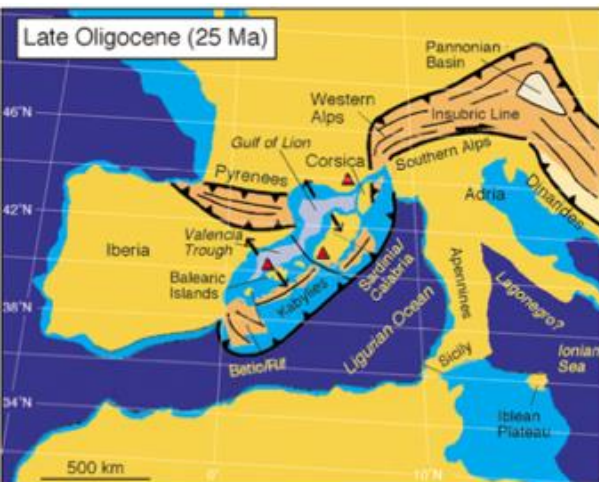 Late Oligocene (25 Ma)
Pannonian
Basin
46°N
Western
Alps
Insubric Line
Gulf of Lion
Corsica
Southern Alps
Pyrenees
Adria
Dinarides
42°N
Valencia
Trough
Iberia
Balearic
Islands
Kabylies
Sardinia/
Calabria
Apennines
Lagonegro?
38°N
Ligurian Ocean
Betic/Rif
Sicily
Ionian
Sea
34°N
Iblean
Plateau
500 km
0°
10°N